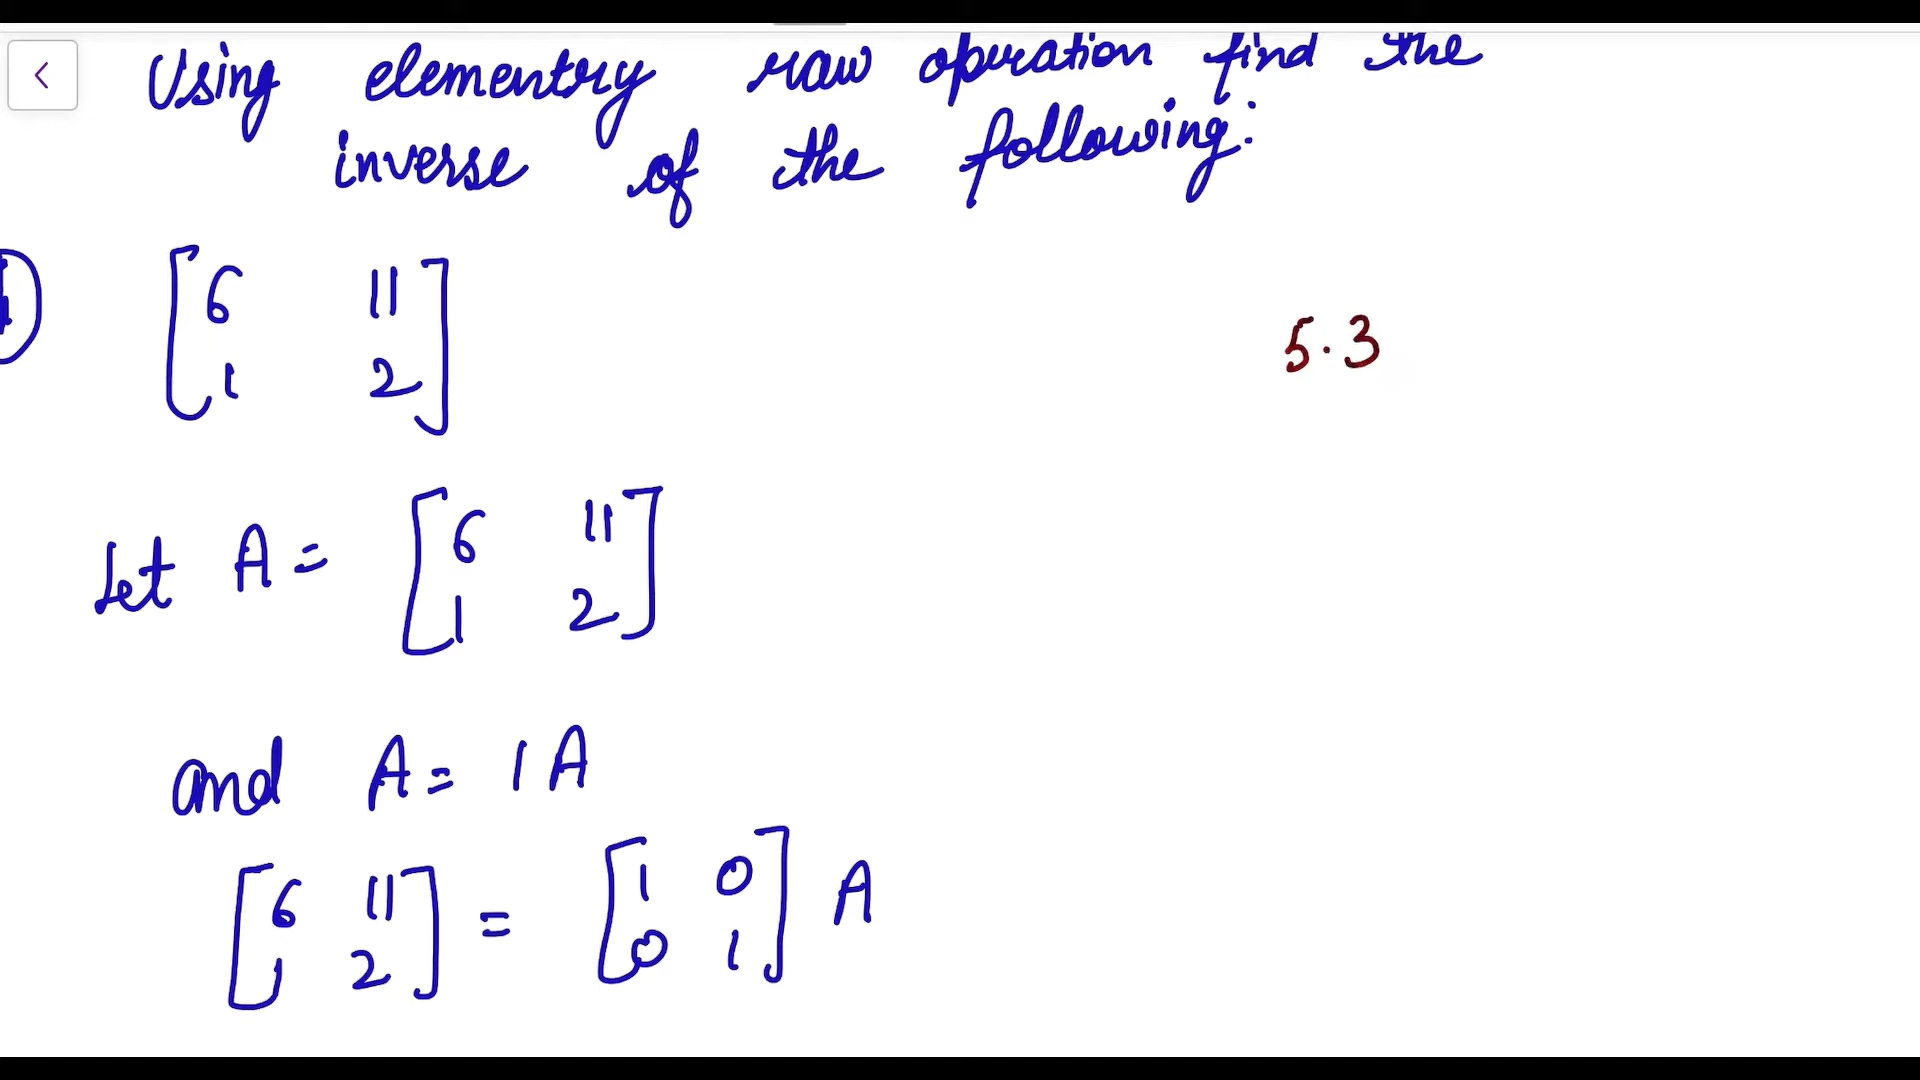 Using elementry raw operation find the
inverse of the following:
[6 11
1 2]
5.3
Let A = [6 11
1 2]
and A = IA
[6 11
1 2] = [1 0
0 1] A